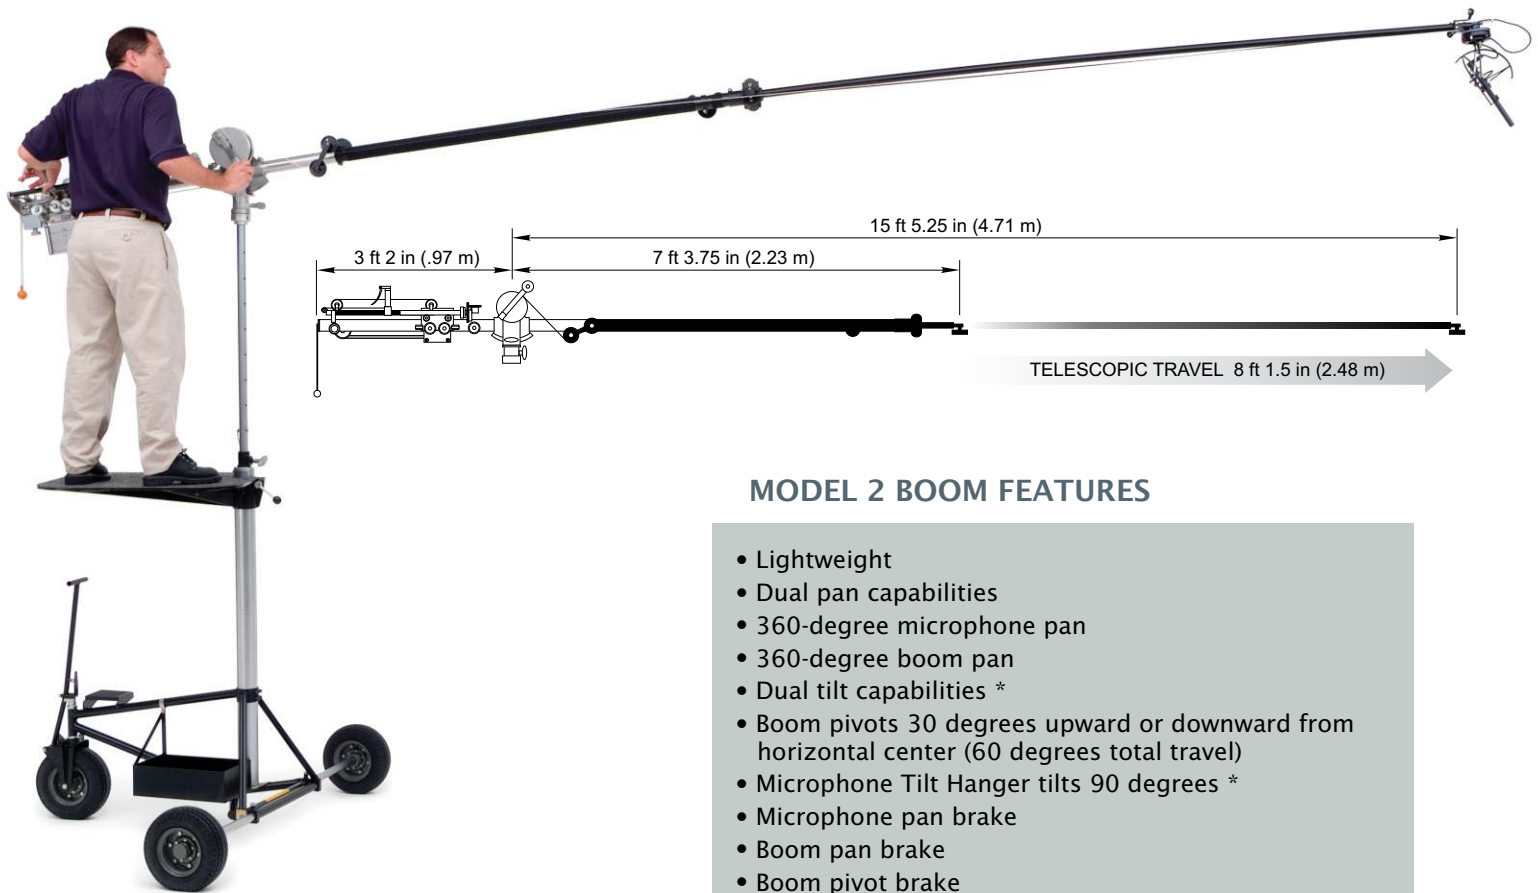 15 ft 5.25 in (4.71 m)
3 ft 2 in (.97 m)
7 ft 3.75 in (2.23 m)
TELESCOPIC TRAVEL 8 ft 1.5 in (2.48 m)
MODEL 2 BOOM FEATURES
• Lightweight
• Dual pan capabilities
• 360-degree microphone pan
• 360-degree boom pan
• Dual tilt capabilities *
• Boom pivots 30 degrees upward or downward from
horizontal center (60 degrees total travel)
• Microphone Tilt Hanger tilts 90 degrees *
• Microphone pan brake
• Boom pan brake
• Boom pivot brake